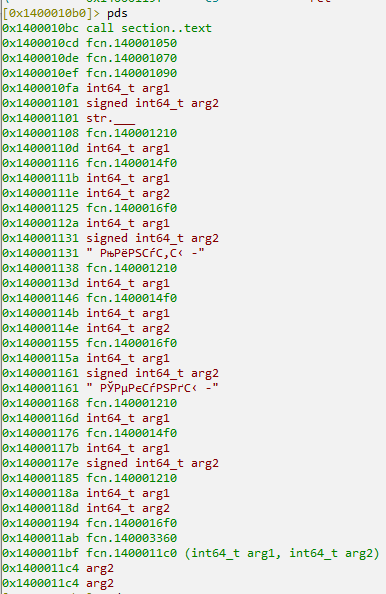 [0x1400010b0]> pds
0x1400010bc call section..text
0x1400010cd fcn.140001050
0x1400010de fcn.140001070
0x1400010ef fcn.140001090
0x1400010fa int64_t arg1
0x140001101 signed int64_t arg2
0x140001101 str.___
0x140001108 fcn.140001210
0x14000110d int64_t arg1
0x140001116 fcn.1400014f0
0x14000111b int64_t arg1
0x14000111e int64_t arg2
0x140001125 fcn.1400016f0
0x14000112a int64_t arg1
0x140001131 signed int64_t arg2
0x140001131 " РњРёРЅСѓС‚С‹ -"
0x140001138 fcn.140001210
0x14000113d int64_t arg1
0x140001146 fcn.1400014f0
0x14000114b int64_t arg1
0x14000114e int64_t arg2
0x140001155 fcn.1400016f0
0x14000115a int64_t arg1
0x140001161 signed int64_t arg2
0x140001161 " РЎРµРєСѓРЅРґС‹ -"
0x140001168 fcn.140001210
0x14000116d int64_t arg1
0x140001176 fcn.1400014f0
0x14000117b int64_t arg1
0x14000117e signed int64_t arg2
0x140001185 fcn.140001210
0x14000118a int64_t arg1
0x14000118d int64_t arg2
0x140001194 fcn.1400016f0
0x1400011ab fcn.140003360
0x1400011bf fcn.1400011c0 (int64_t arg1, int64_t arg2)
0x1400011c4 arg2
0x1400011c4 arg2